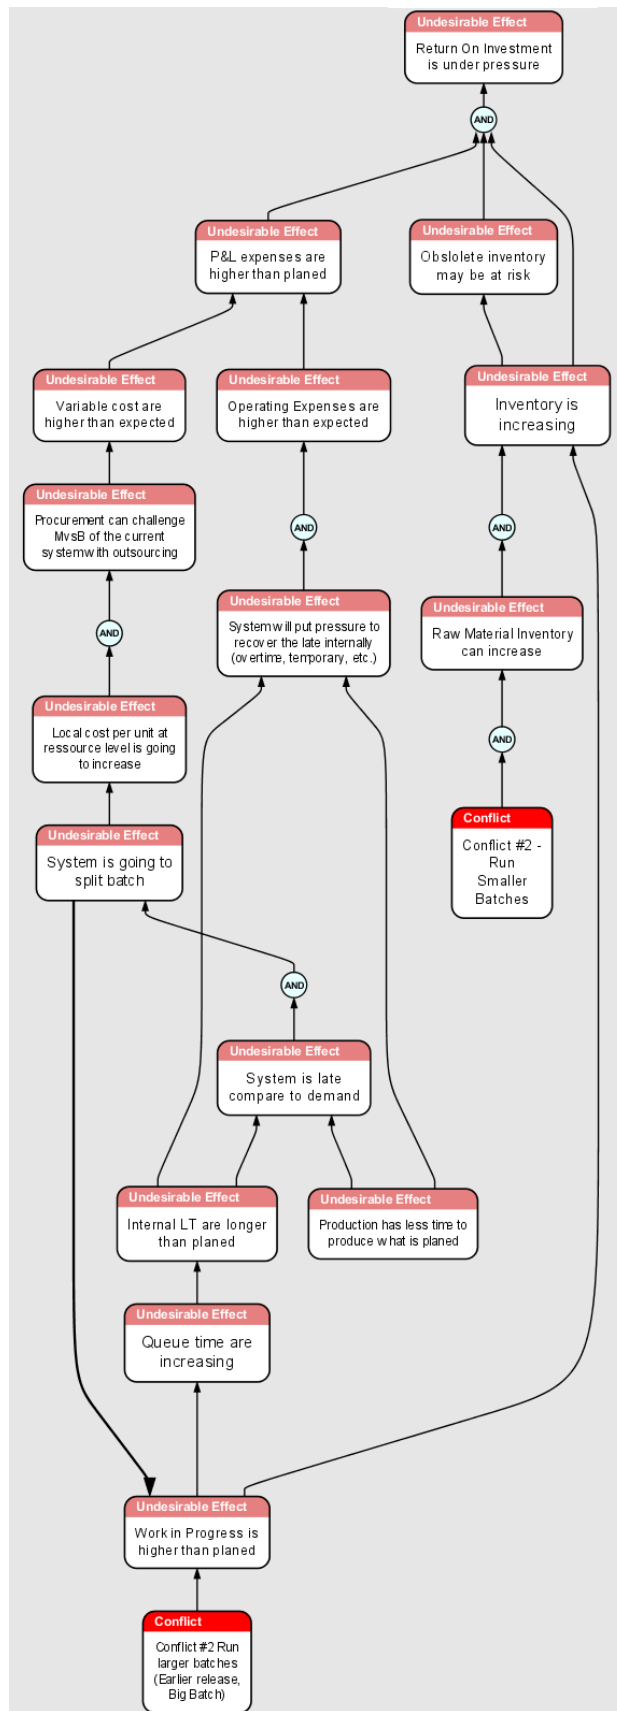 Undesirable Effect
Return On Investment
is under pressure
AND
Undesirable Effect
P&L expenses are
higher than planed
Undesirable Effect
Obslolete inventory
may be at risk
Undesirable Effect
Variable cost are
higher than expected
Undesirable Effect
Operating Expenses are
higher than expected
Undesirable Effect
Inventory is
increasing
Undesirable Effect
Procurement can challenge
MvsB of the current
system with outsourcing
AND
AND
Undesirable Effect
System will put pressure to
recover the late internally
(overtime, temporary, etc.)
Undesirable Effect
Raw Material Inventory
can increase
AND
Undesirable Effect
Local cost per unit at
ressource level is going
to increase
AND
Undesirable Effect
System is going to
split batch
Conflict
Conflict #2 -
Run
Smaller
Batches
AND
Undesirable Effect
System is late
compare to demand
Undesirable Effect
Internal LT are longer
than planed
Undesirable Effect
Production has less time to
produce what is planed
Undesirable Effect
Queue time are
increasing
Undesirable Effect
Work in Progress is
higher than planed
Conflict
Conflict #2 Run
larger batches
(Earlier release,
Big Batch)